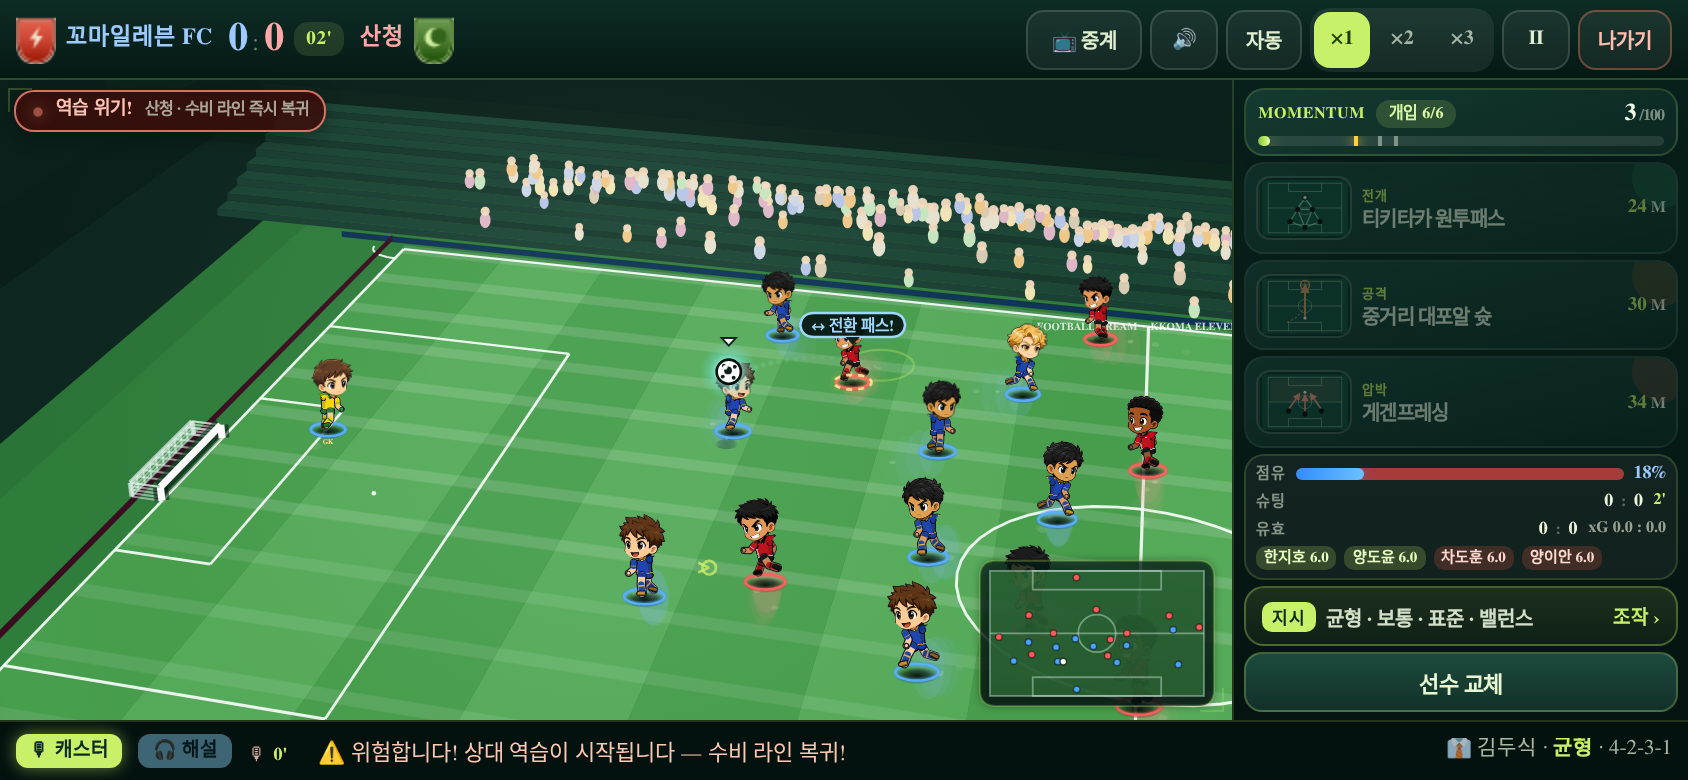 꼬마일레븐 FC 0 : 0 02' 산청
📺 중계
자동
×1 ×2 ×3
II
나가기
역습 위기! 산청 · 수비 라인 즉시 복귀
MOMENTUM 개입 6/6 3 /100
전개
티키타카 원투패스
24 M
공격
중거리 대포알 슛
30 M
압박
게겐프레싱
34 M
↔ 전환 패스!
KKOMA ELEVE
GK
점유 18%
슈팅 0 : 0 2'
유효 0 : 0 xG 0.0 : 0.0
한지호 6.0 양도윤 6.0 차도훈 6.0 양이안 6.0
지시 균형 · 보통 · 표준 · 밸런스 조작 ›
선수 교체
🎙 캐스터 🎧 해설 🎙 0' ⚠️ 위험합니다! 상대 역습이 시작됩니다 — 수비 라인 복귀!
👔 김두식 · 균형 · 4-2-3-1